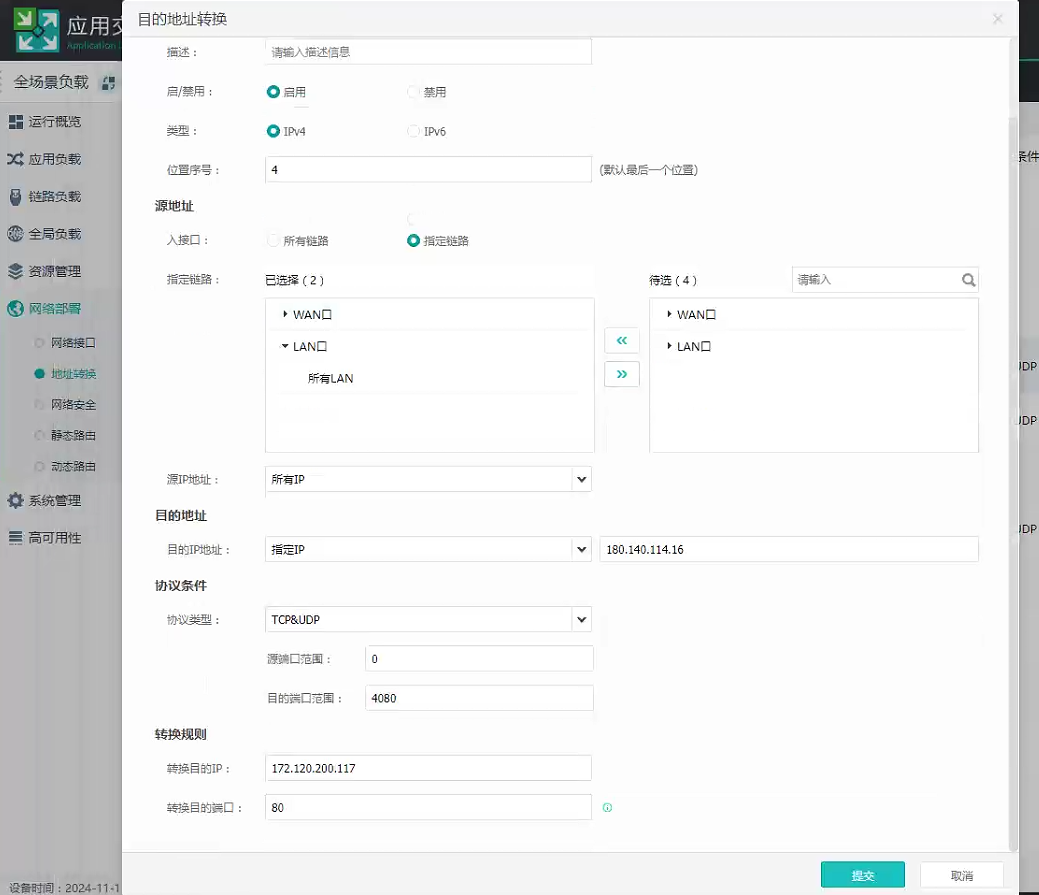 应用交
Application
全场景负载
运行概览
应用负载
链路负载
全局负载
资源管理
网络部署
网络接口
地址转换
网络安全
静态路由
动态路由
系统管理
高可用性
设备时间：2024-11-1
目的地址转换
描述： 请输入描述信息
启/禁用： 启用 禁用
类型： IPv4 IPv6
位置序号： 4 (默认最后一个位置)
源地址
入接口： 所有链路 指定链路
指定链路： 已选择（2） 待选（4） 请输入
WAN口 WAN口
LAN口 LAN口
所有LAN
源IP地址： 所有IP
目的地址
目的IP地址： 指定IP 180.140.114.16
协议条件
协议类型： TCP&UDP
源端口范围： 0
目的端口范围： 4080
转换规则
转换目的IP： 172.120.200.117
转换目的端口： 80
提交 取消
条件
UDP
UDP
UDP